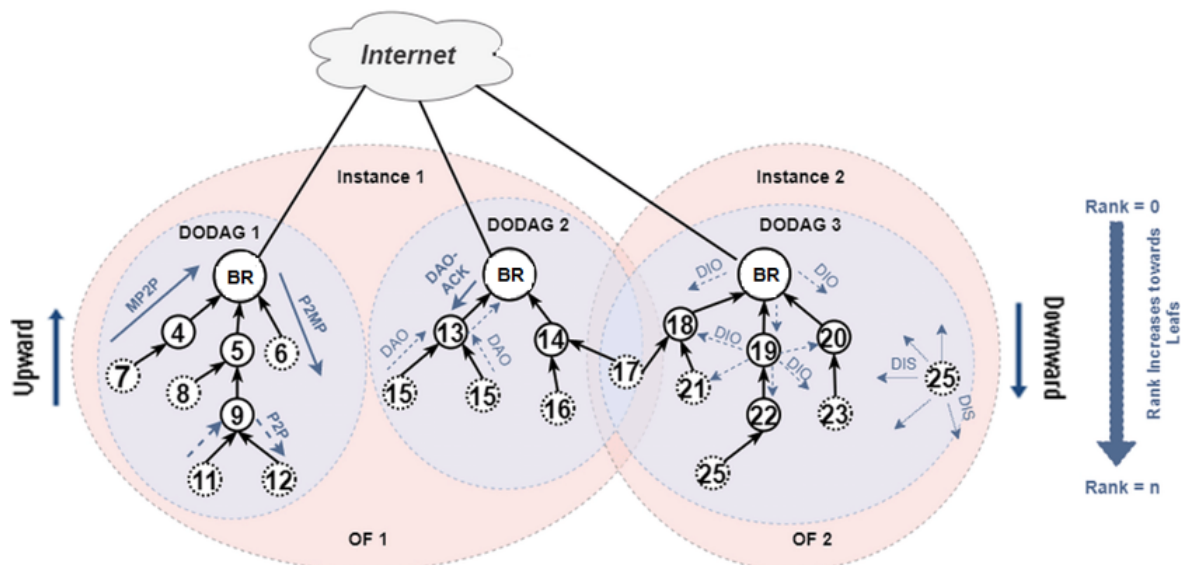 Internet
Instance 1
Instance 2
Rank = 0
DODAG 1
DODAG 2
DODAG 3
BR
BR
BR
MP2P
P2MP
DAO-
ACK
DIO
DIO
4
5
6
7
8
9
P2P
11
12
13
14
DAO
DAO
15
15
16
17
18
19
20
DIO
DIO
21
22
23
25
25
DIS
DIS
Upward
Downward
Rank Increases towards
Leafs
Rank = n
OF 1
OF 2